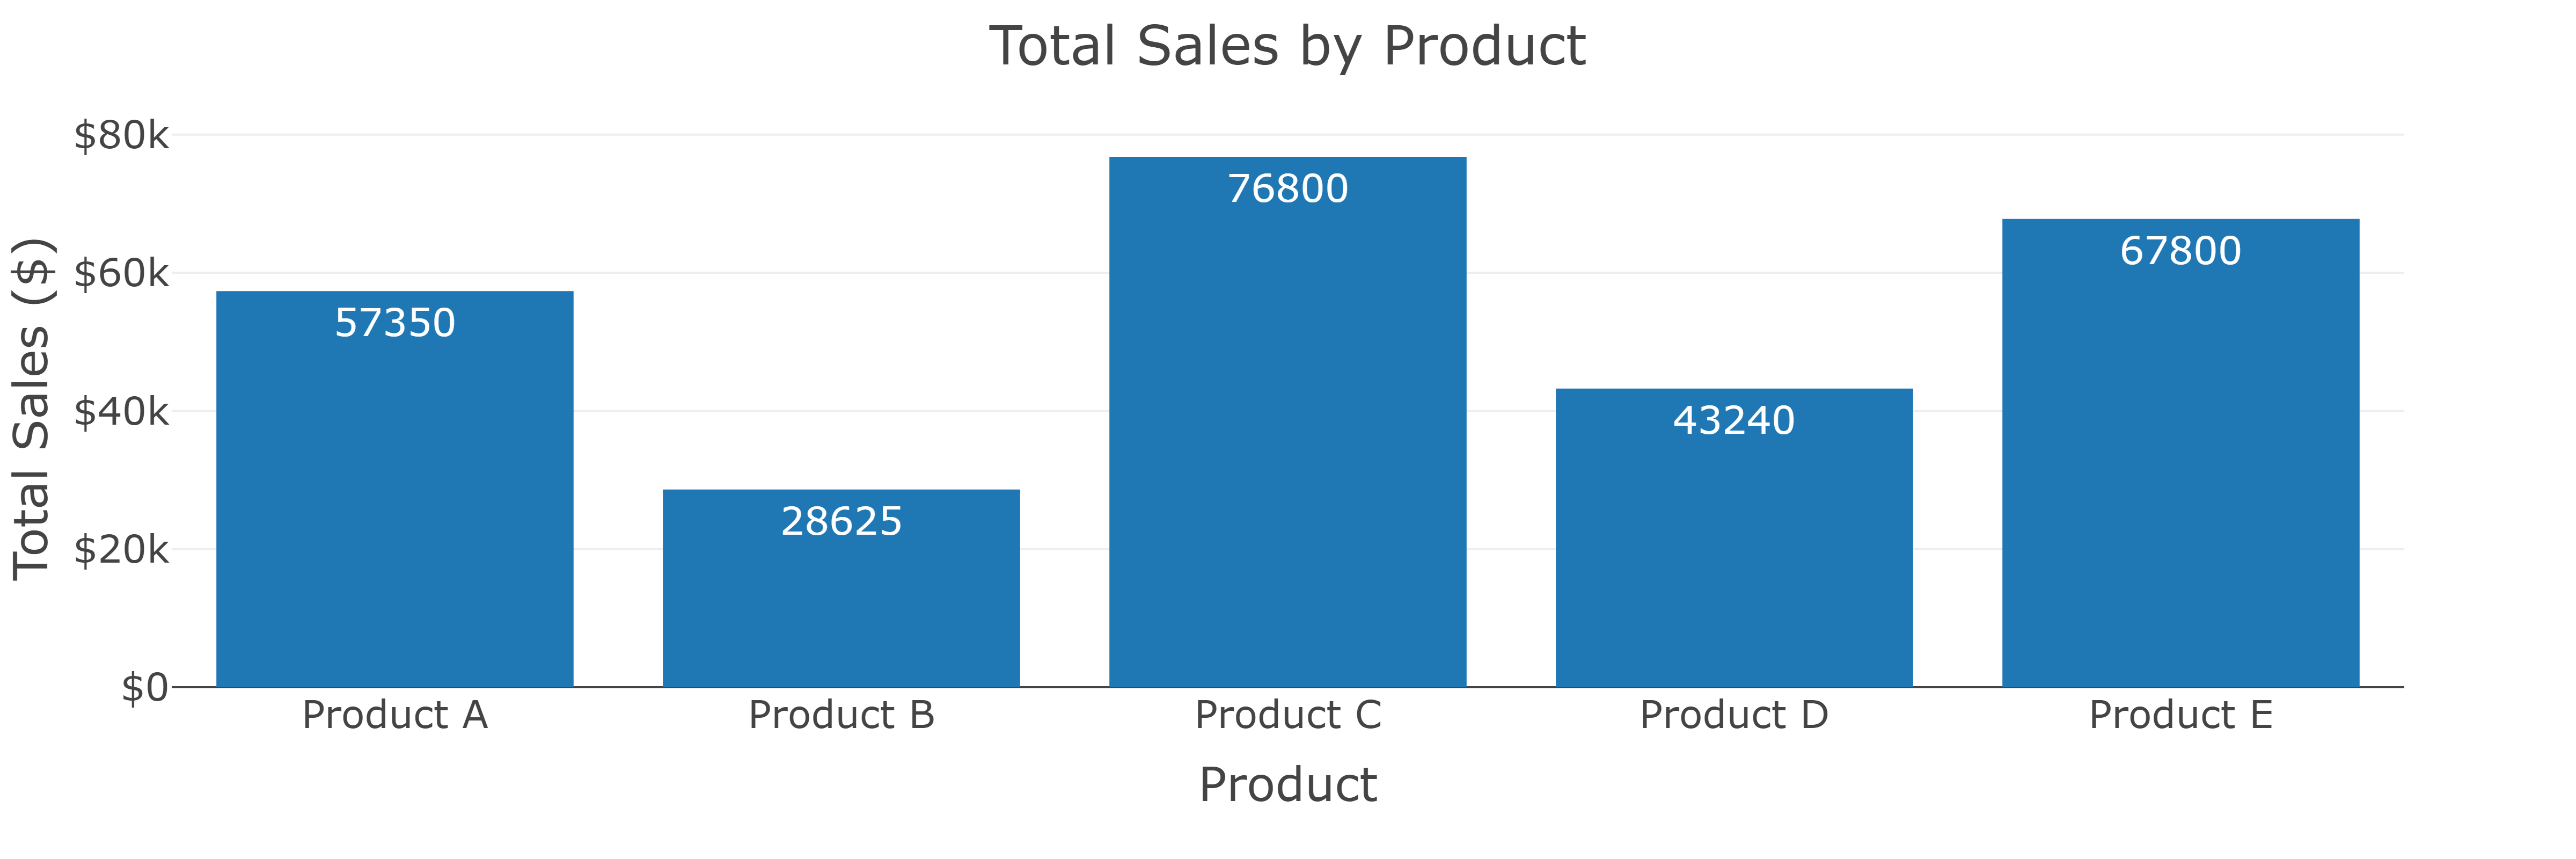 Total Sales by Product
Total Sales ($)
$80k
$60k
$40k
$20k
$0
57350
28625
76800
43240
67800
Product A
Product B
Product C
Product D
Product E
Product